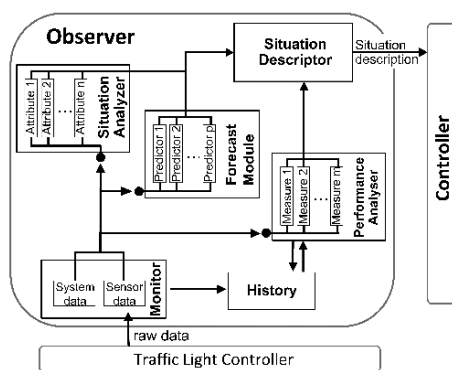 Observer
Situation
Descriptor
Situation
description
Controller
Attribute 1
Attribute 2
...
Attribute n
Situation
Analyzer
Predictor 1
Predictor 2
...
Predictor p
Forecast
Module
Measure 1
Measure 2
...
Measure m
Performance
Analyser
System
data
Sensor
data
Monitor
History
raw data
Traffic Light Controller